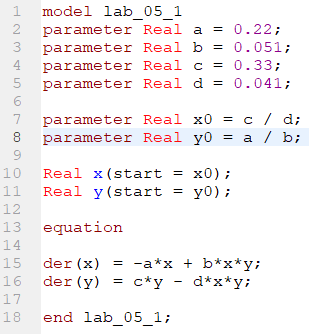 1 model lab_05_1
2 parameter Real a = 0.22;
3 parameter Real b = 0.051;
4 parameter Real c = 0.33;
5 parameter Real d = 0.041;
6
7 parameter Real x0 = c / d;
8 parameter Real y0 = a / b;
9
10 Real x(start = x0);
11 Real y(start = y0);
12
13 equation
14
15 der(x) = -a*x + b*x*y;
16 der(y) = c*y - d*x*y;
17
18 end lab_05_1;